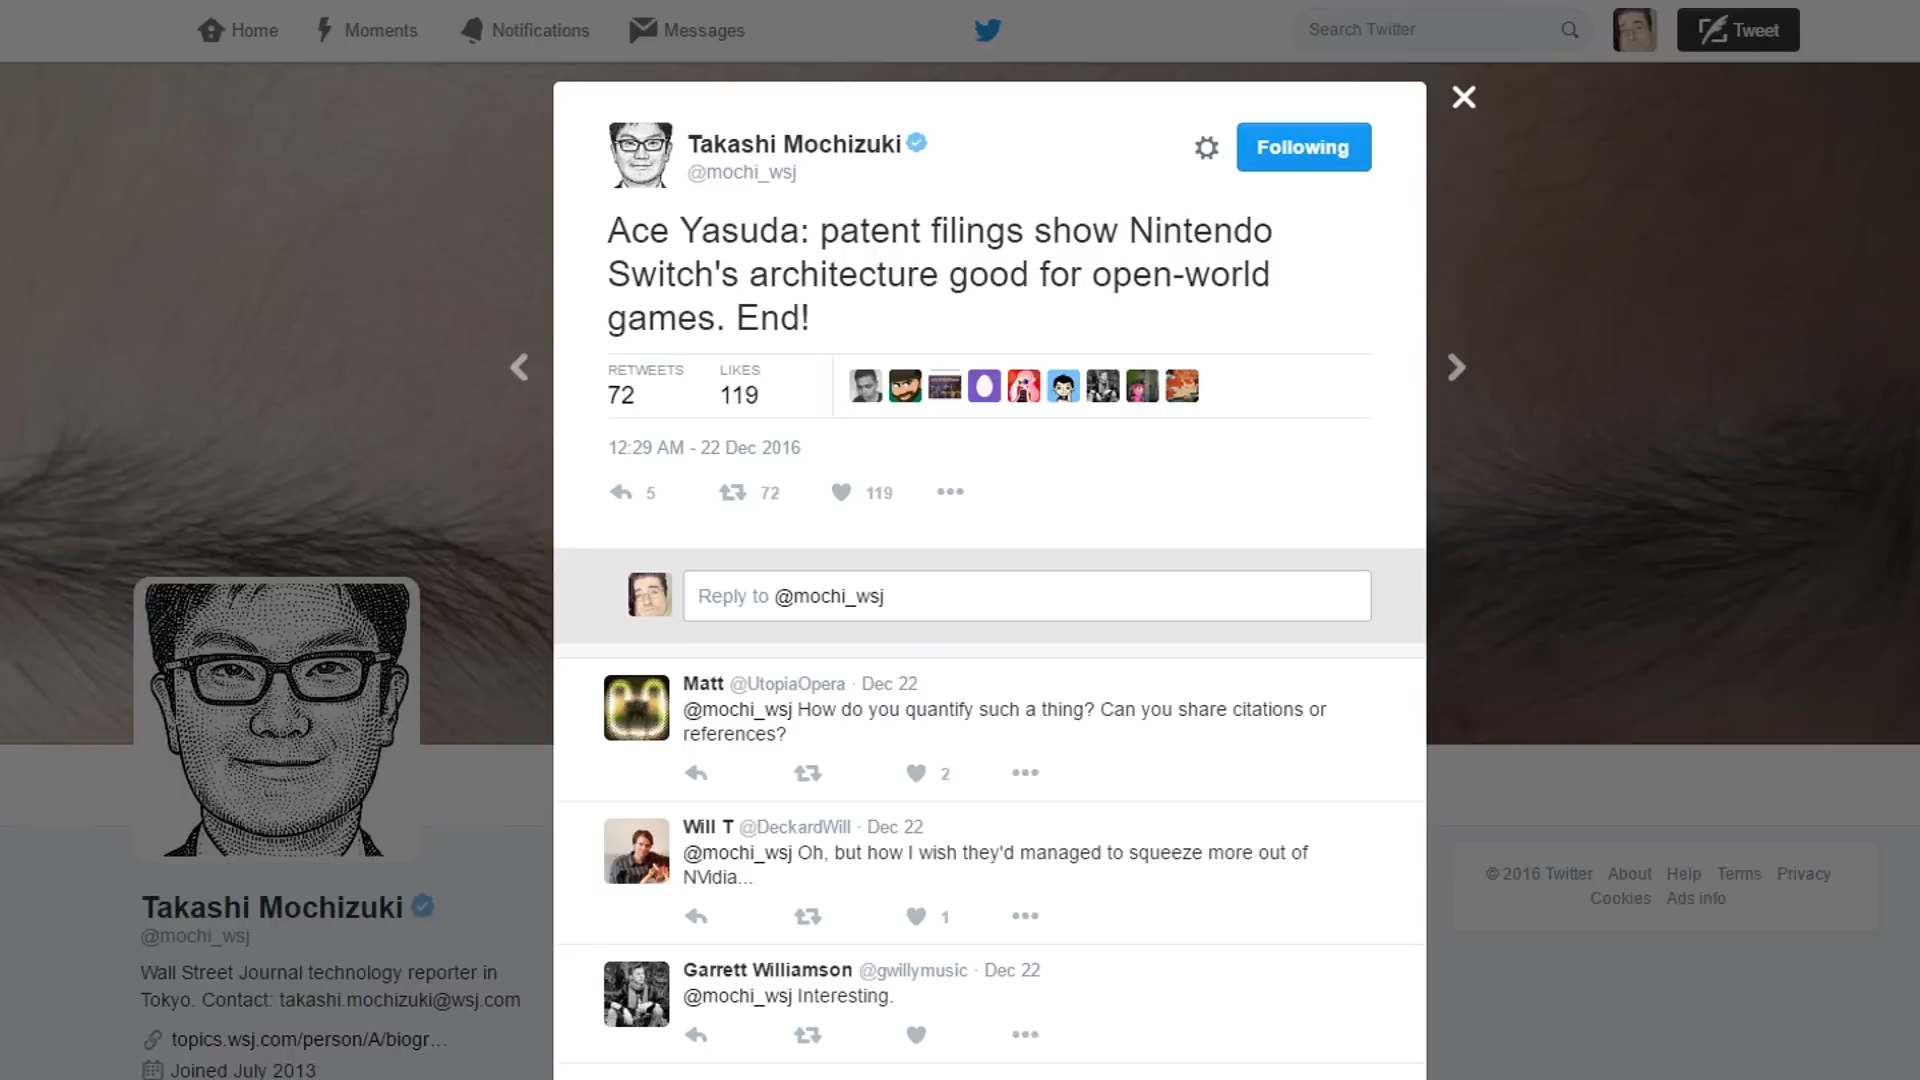 Home
Moments
Notifications
Messages
Search Twitter
Tweet
Takashi Mochizuki
@mochi_wsj
Following
Ace Yasuda: patent filings show Nintendo
Switch's architecture good for open-world
games. End!
RETWEETS
72
LIKES
119
12:29 AM - 22 Dec 2016
5
72
119
Reply to @mochi_wsj
Matt @UtopiaOpera · Dec 22
@mochi_wsj How do you quantify such a thing? Can you share citations or
references?
2
Will T @DeckardWill · Dec 22
@mochi_wsj Oh, but how I wish they'd managed to squeeze more out of
NVidia...
1
Garrett Williamson @gwillymusic · Dec 22
@mochi_wsj Interesting.
Takashi Mochizuki
@mochi_wsj
Wall Street Journal technology reporter in
Tokyo. Contact: takashi.mochizuki@wsj.com
topics.wsj.com/person/A/biogr...
Joined July 2013
© 2016 Twitter About Help Terms Privacy
Cookies Ads info